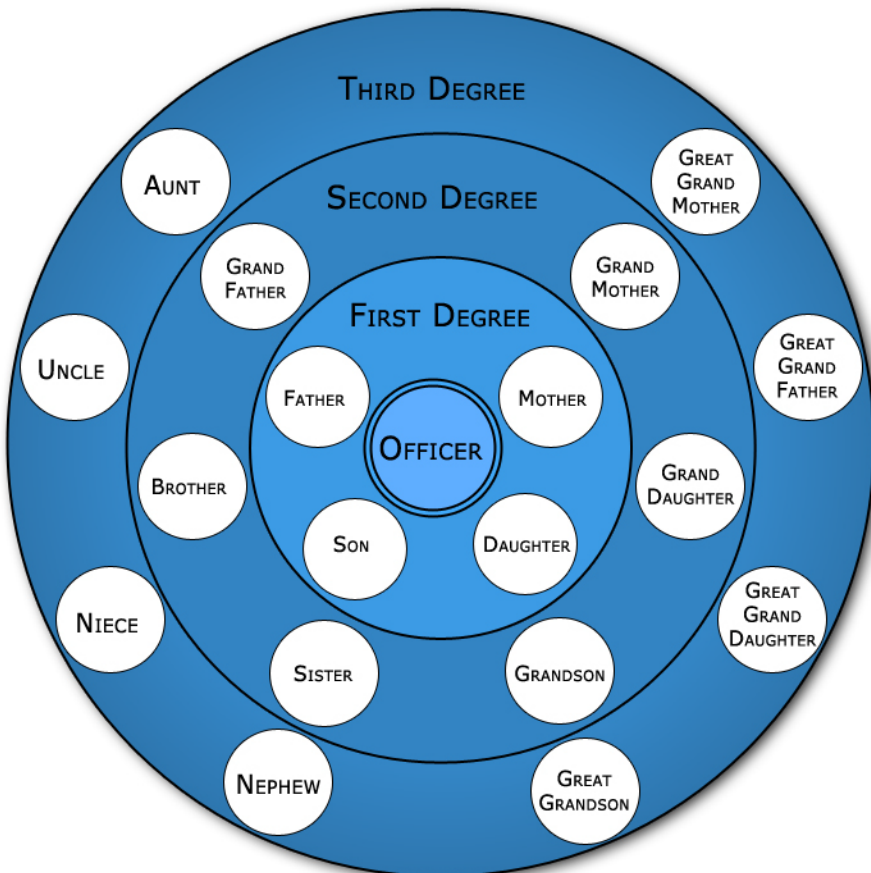 Third Degree
Aunt
Great
Grand
Mother
Second Degree
Grand
Father
Grand
Mother
First Degree
Uncle
Great
Grand
Father
Father
Mother
Officer
Brother
Grand
Daughter
Son
Daughter
Niece
Great
Grand
Daughter
Sister
Grandson
Nephew
Great
Grandson